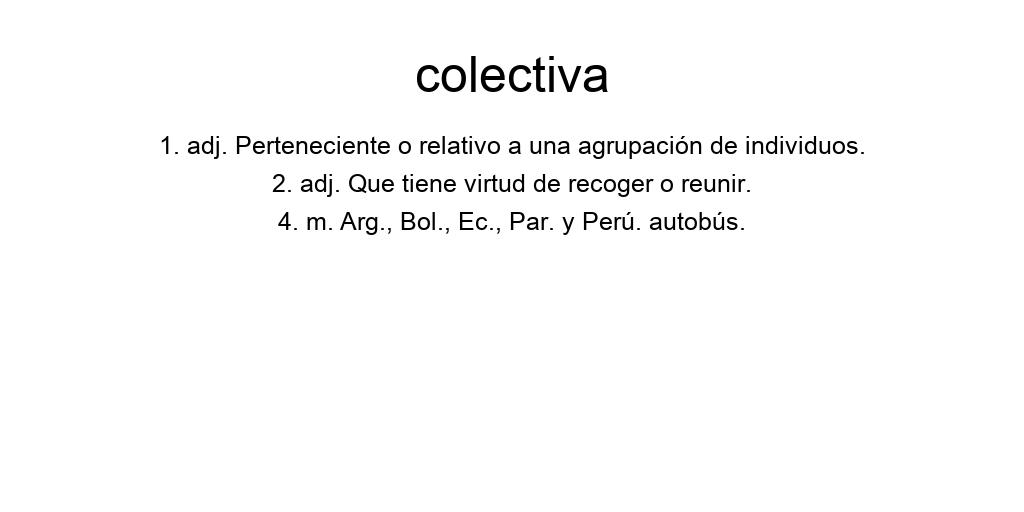 colectiva
1. adj. Perteneciente o relativo a una agrupación de individuos.
2. adj. Que tiene virtud de recoger o reunir.
4. m. Arg., Bol., Ec., Par. y Perú. autobús.